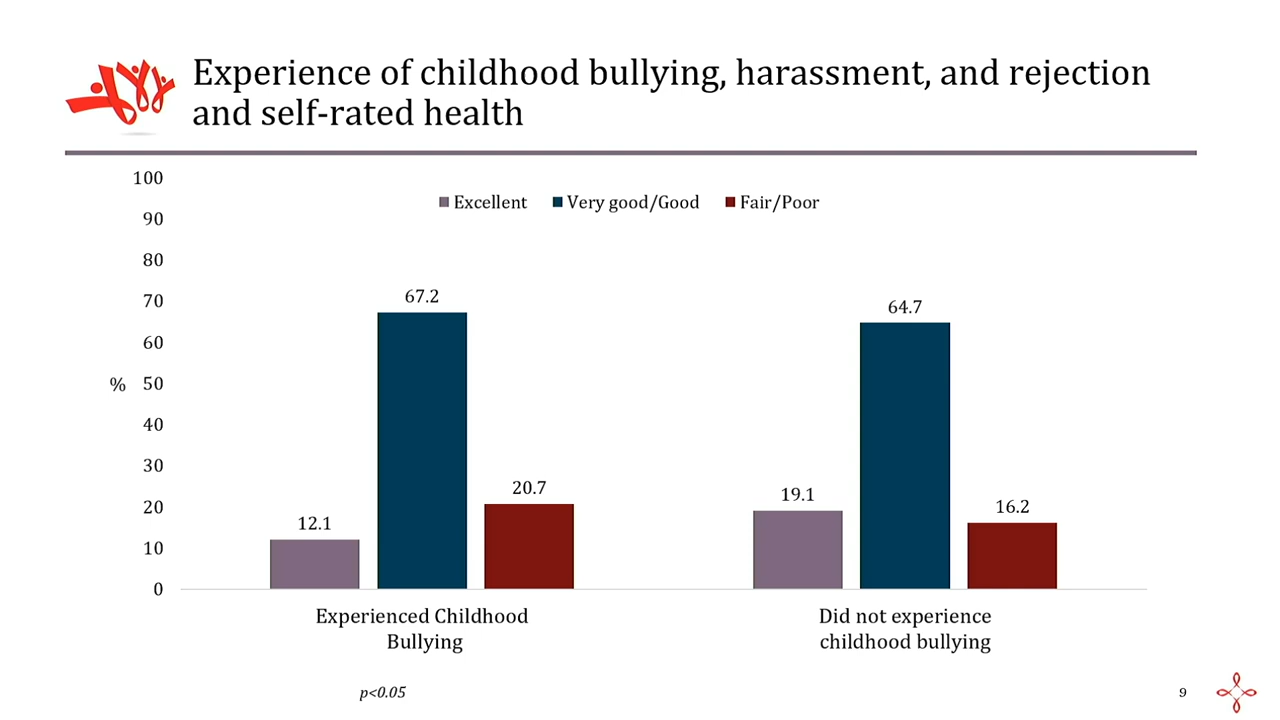 Experience of childhood bullying, harassment, and rejection
and self-rated health
100
90
80
70
60
50
40
30
20
10
0
%
Excellent
Very good/Good
Fair/Poor
12.1
67.2
20.7
19.1
64.7
16.2
Experienced Childhood
Bullying
Did not experience
childhood bullying
p<0.05
9